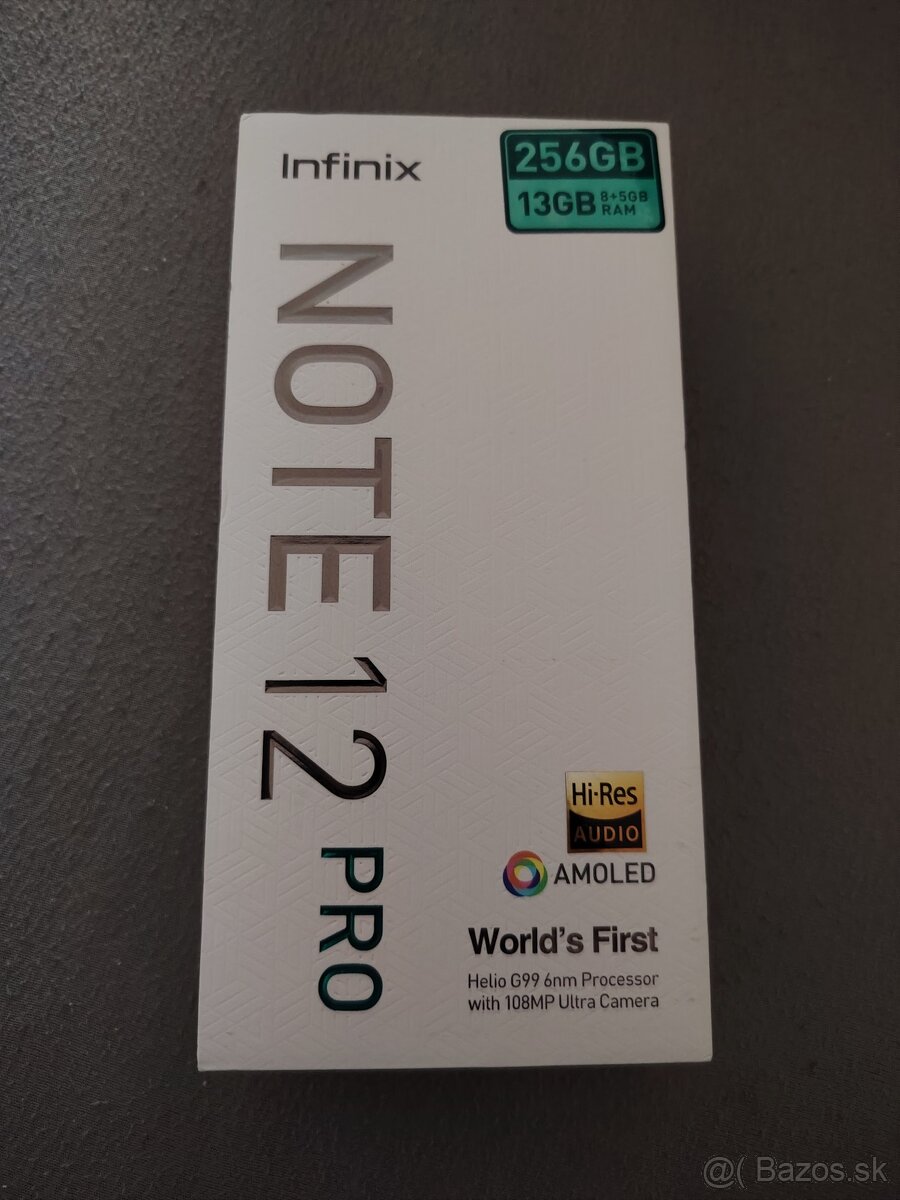 Infinix
256GB
13GB 8+5GB RAM
NOTE 12 PRO
Hi-Res
AUDIO
AMOLED
World's First
Helio G99 6nm Processor
with 108MP Ultra Camera
@( Bazos.sk